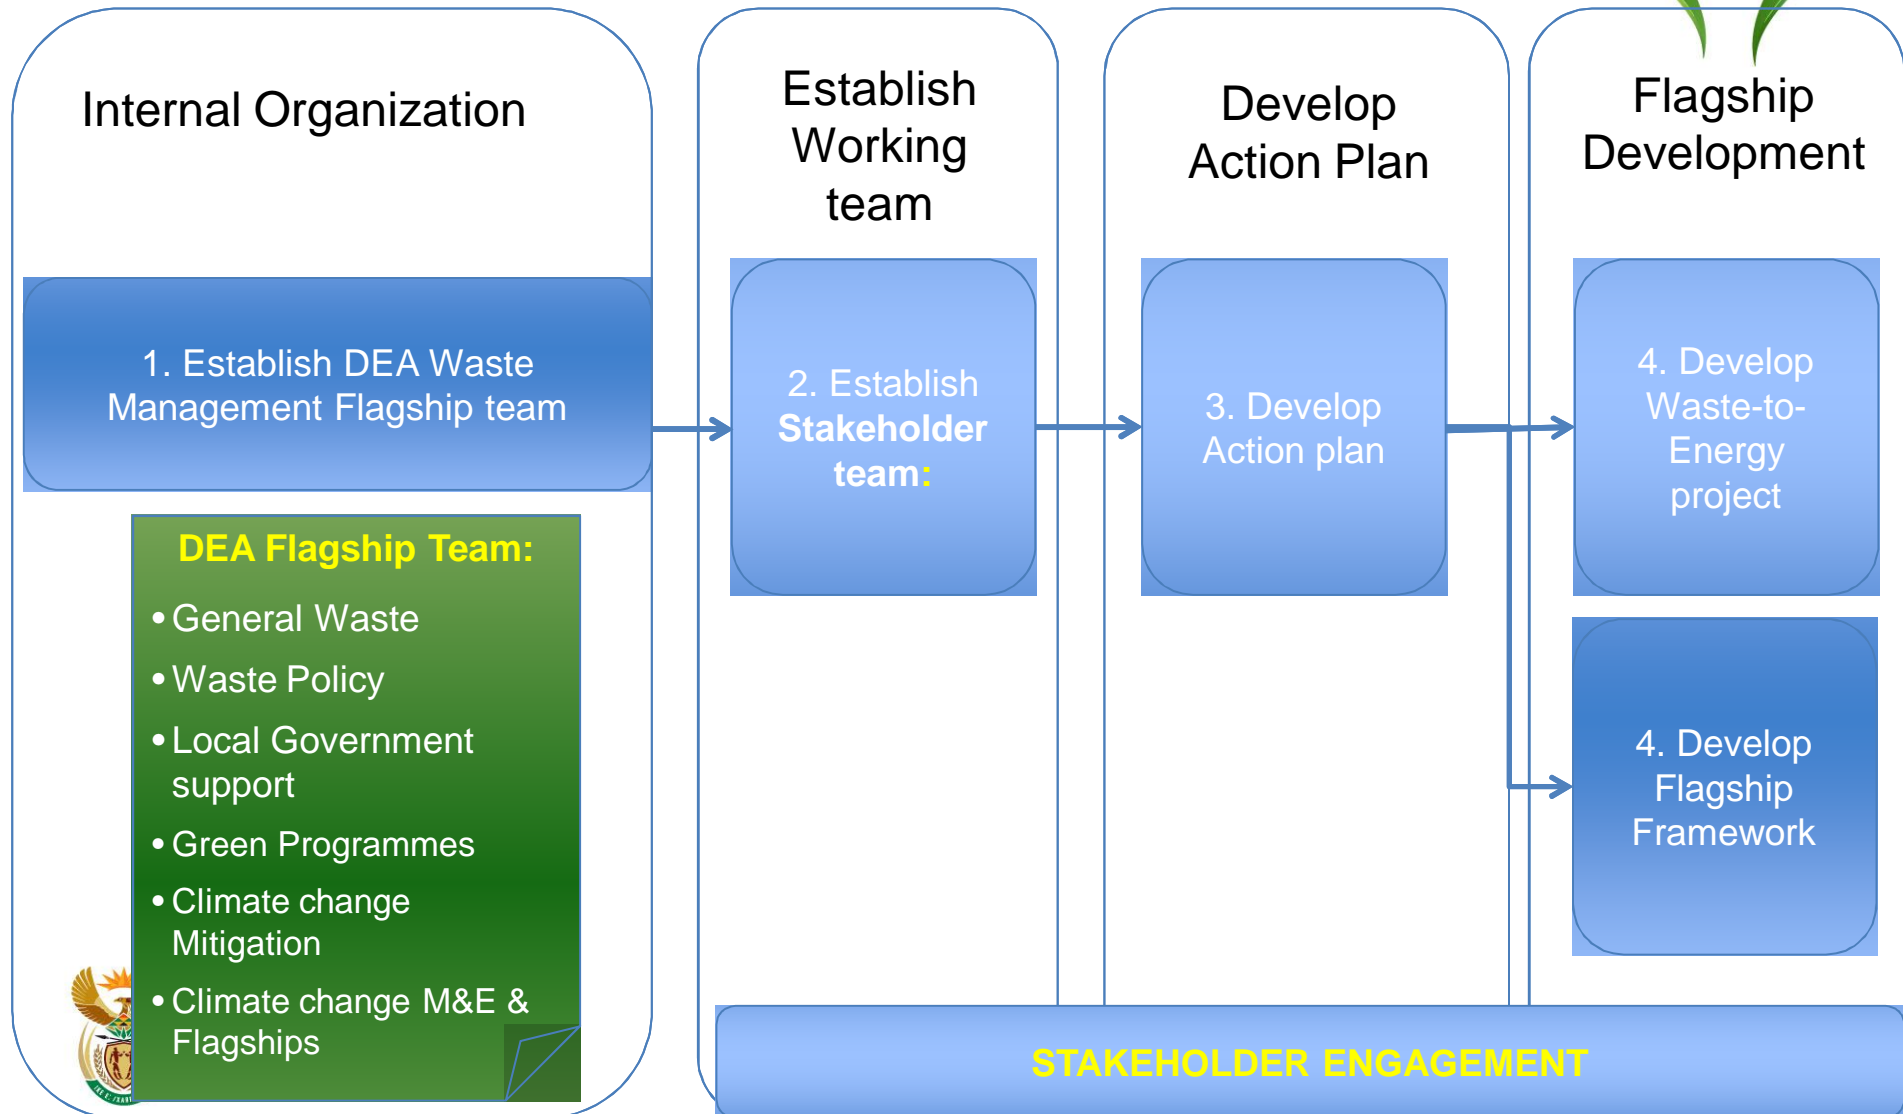 Internal Organization
Establish
Working
team
Develop
Action Plan
Flagship
Development
1. Establish DEA Waste
Management Flagship team
2. Establish
Stakeholder
team:
3. Develop
Action plan
4. Develop
Waste-to-
Energy
project
DEA Flagship Team:
• General Waste
• Waste Policy
• Local Government
support
• Green Programmes
• Climate change
Mitigation
• Climate change M&E &
Flagships
4. Develop
Flagship
Framework
STAKEHOLDER ENGAGEMENT